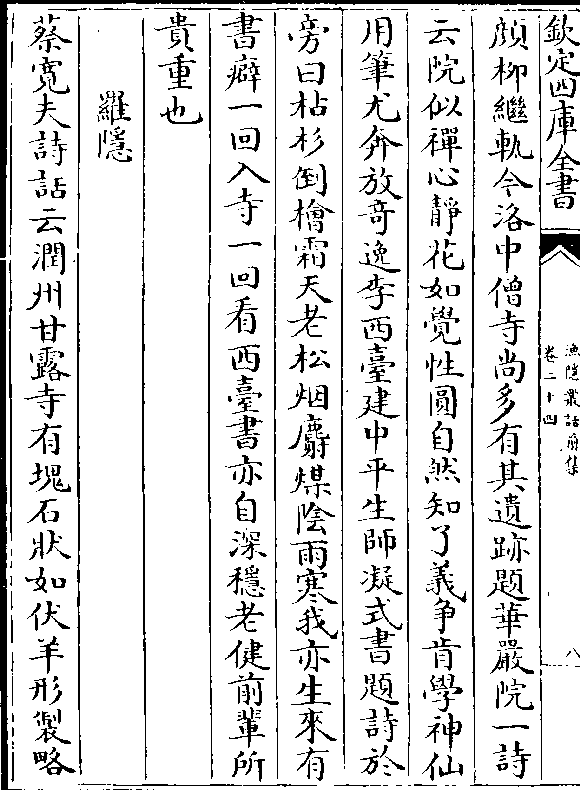 欽定四庫全書
漁隱叢話前集
卷二十四
八
顔柳繼軌今洛中僧寺尚多有其遺跡題華嚴院一詩
云院似禪心靜花如覺性圓自然知了義爭肯學神仙
用筆尤奔放竒逸李西臺建中平生師凝式書題詩於
旁曰枯杉倒檜霜天老松烟麝煤陰雨寒我亦生來有
書癖一回入寺一回看西臺書亦自深穩老健前輩所
貴重也
羅隱
蔡寛夫詩話云潤州甘露寺有塊石狀如伏羊形製略